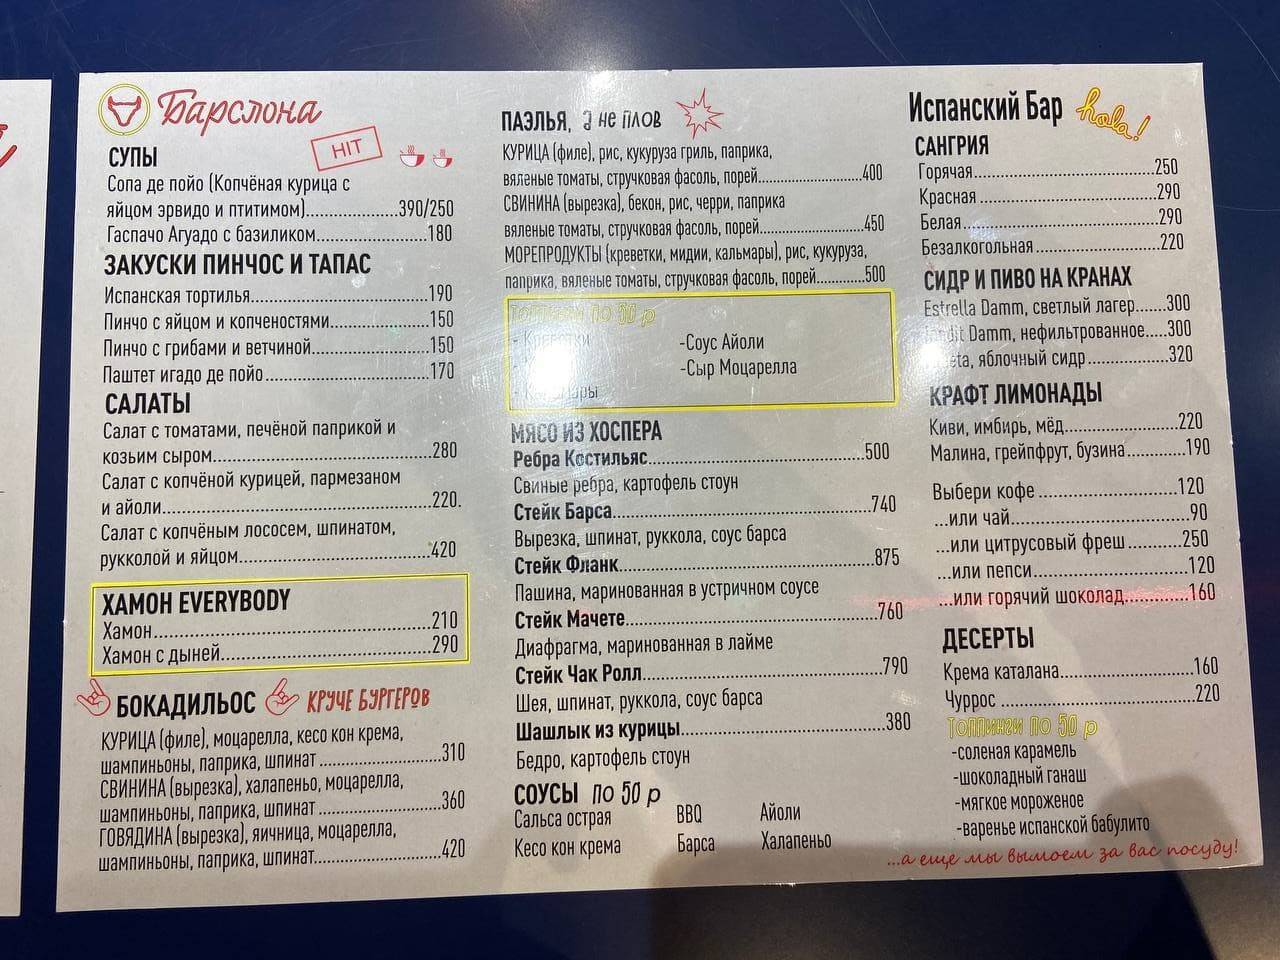 Барслона
HIT
СУПЫ
Сопа де пойо (Копчёная курица с
яйцом эрвидо и птитимом)..................390/250
Гаспачо Агуадо с базиликом.....................180
ЗАКУСКИ ПИНЧОС И ТАПАС
Испанская тортилья.................................190
Пинчо с яйцом и копченостями..................150
Пинчо с грибами и ветчиной.....................150
Паштет игадо де пойо..............................170
САЛАТЫ
Салат с томатами, печёной паприкой и
козьим сыром..........................................280
Салат с копчёной курицей, пармезаном
и айоли..................................................220.
Салат с копчёным лососем, шпинатом,
рукколой и яйцом.....................................420
ХАМОН EVERYBODY
Хамон....................................................210
Хамон с дыней.........................................290
БОКАДИЛЬОС КРУЧЕ БУРГЕРОВ
КУРИЦА (филе), моцарелла, кесо кон крема,
шампиньоны, паприка, шпинат.......................310
СВИНИНА (вырезка), халапеньо, моцарелла,
шампиньоны, паприка, шпинат.......................360
ГОВЯДИНА (вырезка), яичница, моцарелла,
шампиньоны, паприка, шпинат.......................420
ПАЭЛЬЯ, а не плов
КУРИЦА (филе), рис, кукуруза гриль, паприка,
вяленые томаты, стручковая фасоль, порей....................400
СВИНИНА (вырезка), бекон, рис, черри, паприка
вяленые томаты, стручковая фасоль, порей....................450
МОРЕПРОДУКТЫ (креветки, мидии, кальмары), рис, кукуруза,
паприка, вяленые томаты, стручковая фасоль, порей............500
ТОППИНГИ ПО 50 р
- Креветки
-Соус Айоли
-Сыр Моцарелла
МЯСО ИЗ ХОСПЕРА
Ребра Костильяс..........................................500
Свиные ребра, картофель стоун
Стейк Барса................................................740
Вырезка, шпинат, руккола, соус барса
Стейк Фланк................................................875
Пашина, маринованная в устричном соусе
Стейк Мачете..............................................760
Диафрагма, маринованная в лайме
Стейк Чак Ролл............................................790
Шея, шпинат, руккола, соус барса
Шашлык из курицы........................................380
Бедро, картофель стоун
СОУСЫ по 50 р
Сальса острая BBQ Айоли
Кесо кон крема Барса Халапеньо
Испанский Бар hola!
САНГРИЯ
Горячая....................................250
Красная....................................290
Белая......................................290
Безалкогольная............................220
СИДР И ПИВО НА КРАНАХ
Estrella Damm, светлый лагер.......300
Damm, нефильтрованное.....300
яблочный сидр................320
КРАФТ ЛИМОНАДЫ
Киви, имбирь, мёд.......................220
Малина, грейпфрут, бузина............190
Выбери кофе............................120
...или чай..................................90
...или цитрусовый фреш.............250
...или пепси..............................120
...или горячий шоколад..............160
ДЕСЕРТЫ
Крема каталана.........................160
Чуррос....................................220
ТОППИНГИ ПО 50 р
-соленая карамель
-шоколадный ганаш
-мягкое мороженое
-варенье испанской бабулито
...а еще мы вымоем за вас посуду!